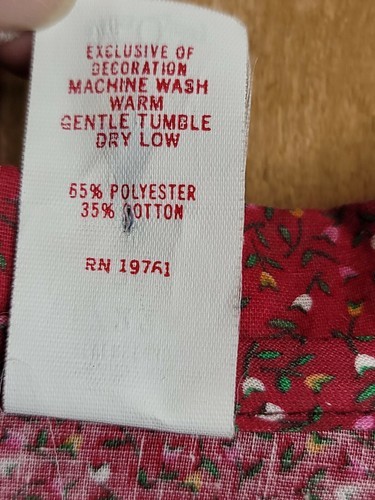 EXCLUSIVE OF
DECORATION
MACHINE WASH
WARM
GENTLE TUMBLE
DRY LOW
65% POLYESTER
35% COTTON
RN 19761